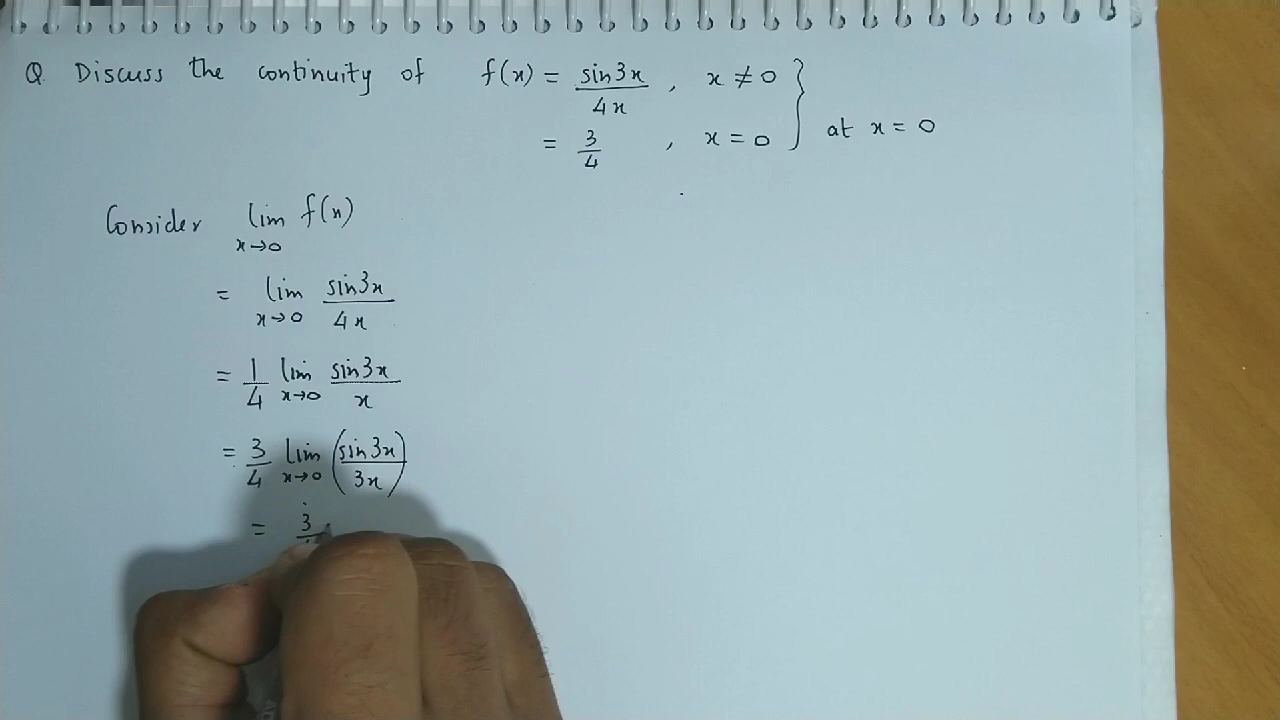 Q Discuss the continuity of f(x) = sin3x/4x , x ≠ 0
= 3/4 , x = 0 } at x = 0
Consider lim x→0 f(x)
= lim x→0 sin3x/4x
= 1/4 lim x→0 sin3x/x
= 3/4 lim x→0 (sin3x/3x)
= 3